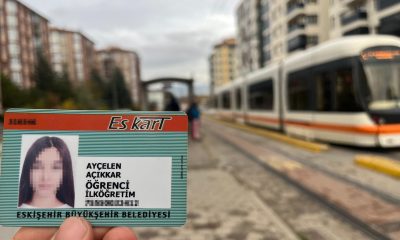 Es kart
AYÇELEN
AÇIKKAR
ÖĞRENCİ
İLKÖĞRETİM
ESKİŞEHİR BÜYÜKŞEHİR BELEDİYESİ